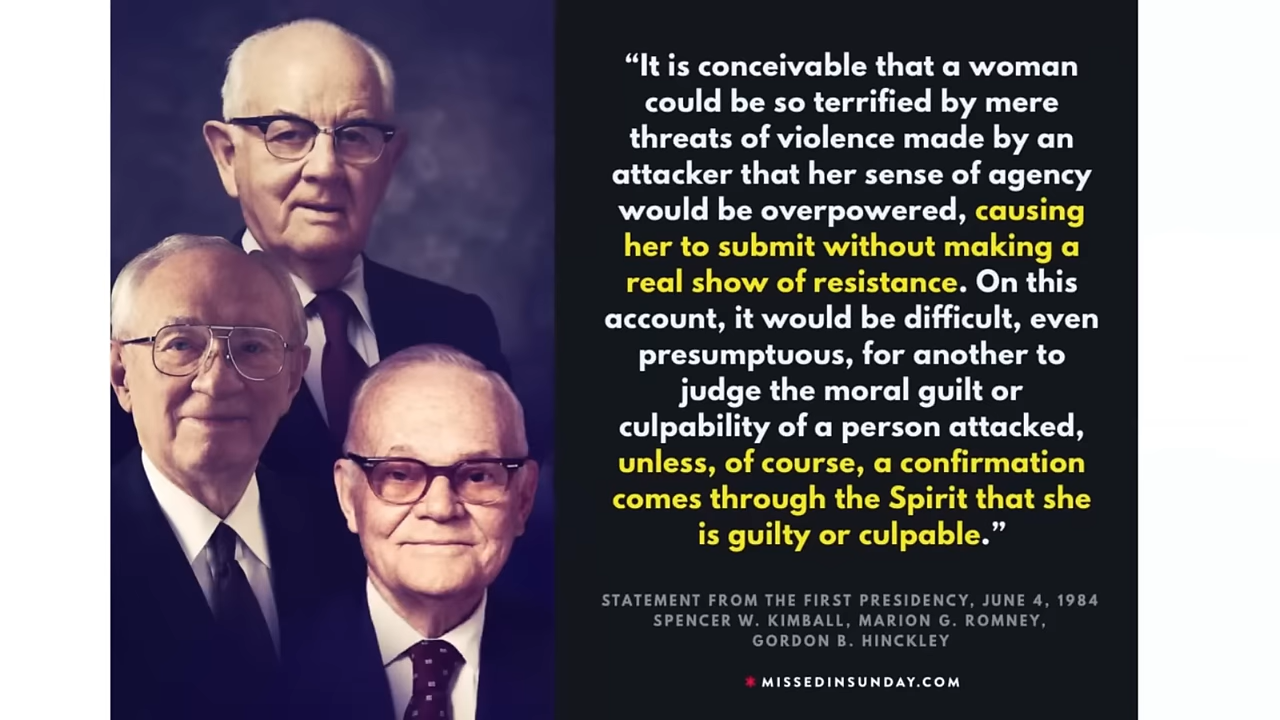 “It is conceivable that a woman
could be so terrified by mere
threats of violence made by an
attacker that her sense of agency
would be overpowered, causing
her to submit without making a
real show of resistance. On this
account, it would be difficult, even
presumptuous, for another to
judge the moral guilt or
culpability of a person attacked,
unless, of course, a confirmation
comes through the Spirit that she
is guilty or culpable.”
STATEMENT FROM THE FIRST PRESIDENCY, JUNE 4, 1984
SPENCER W. KIMBALL, MARION G. ROMNEY,
GORDON B. HINCKLEY
* MISSEDINSUNDAY.COM